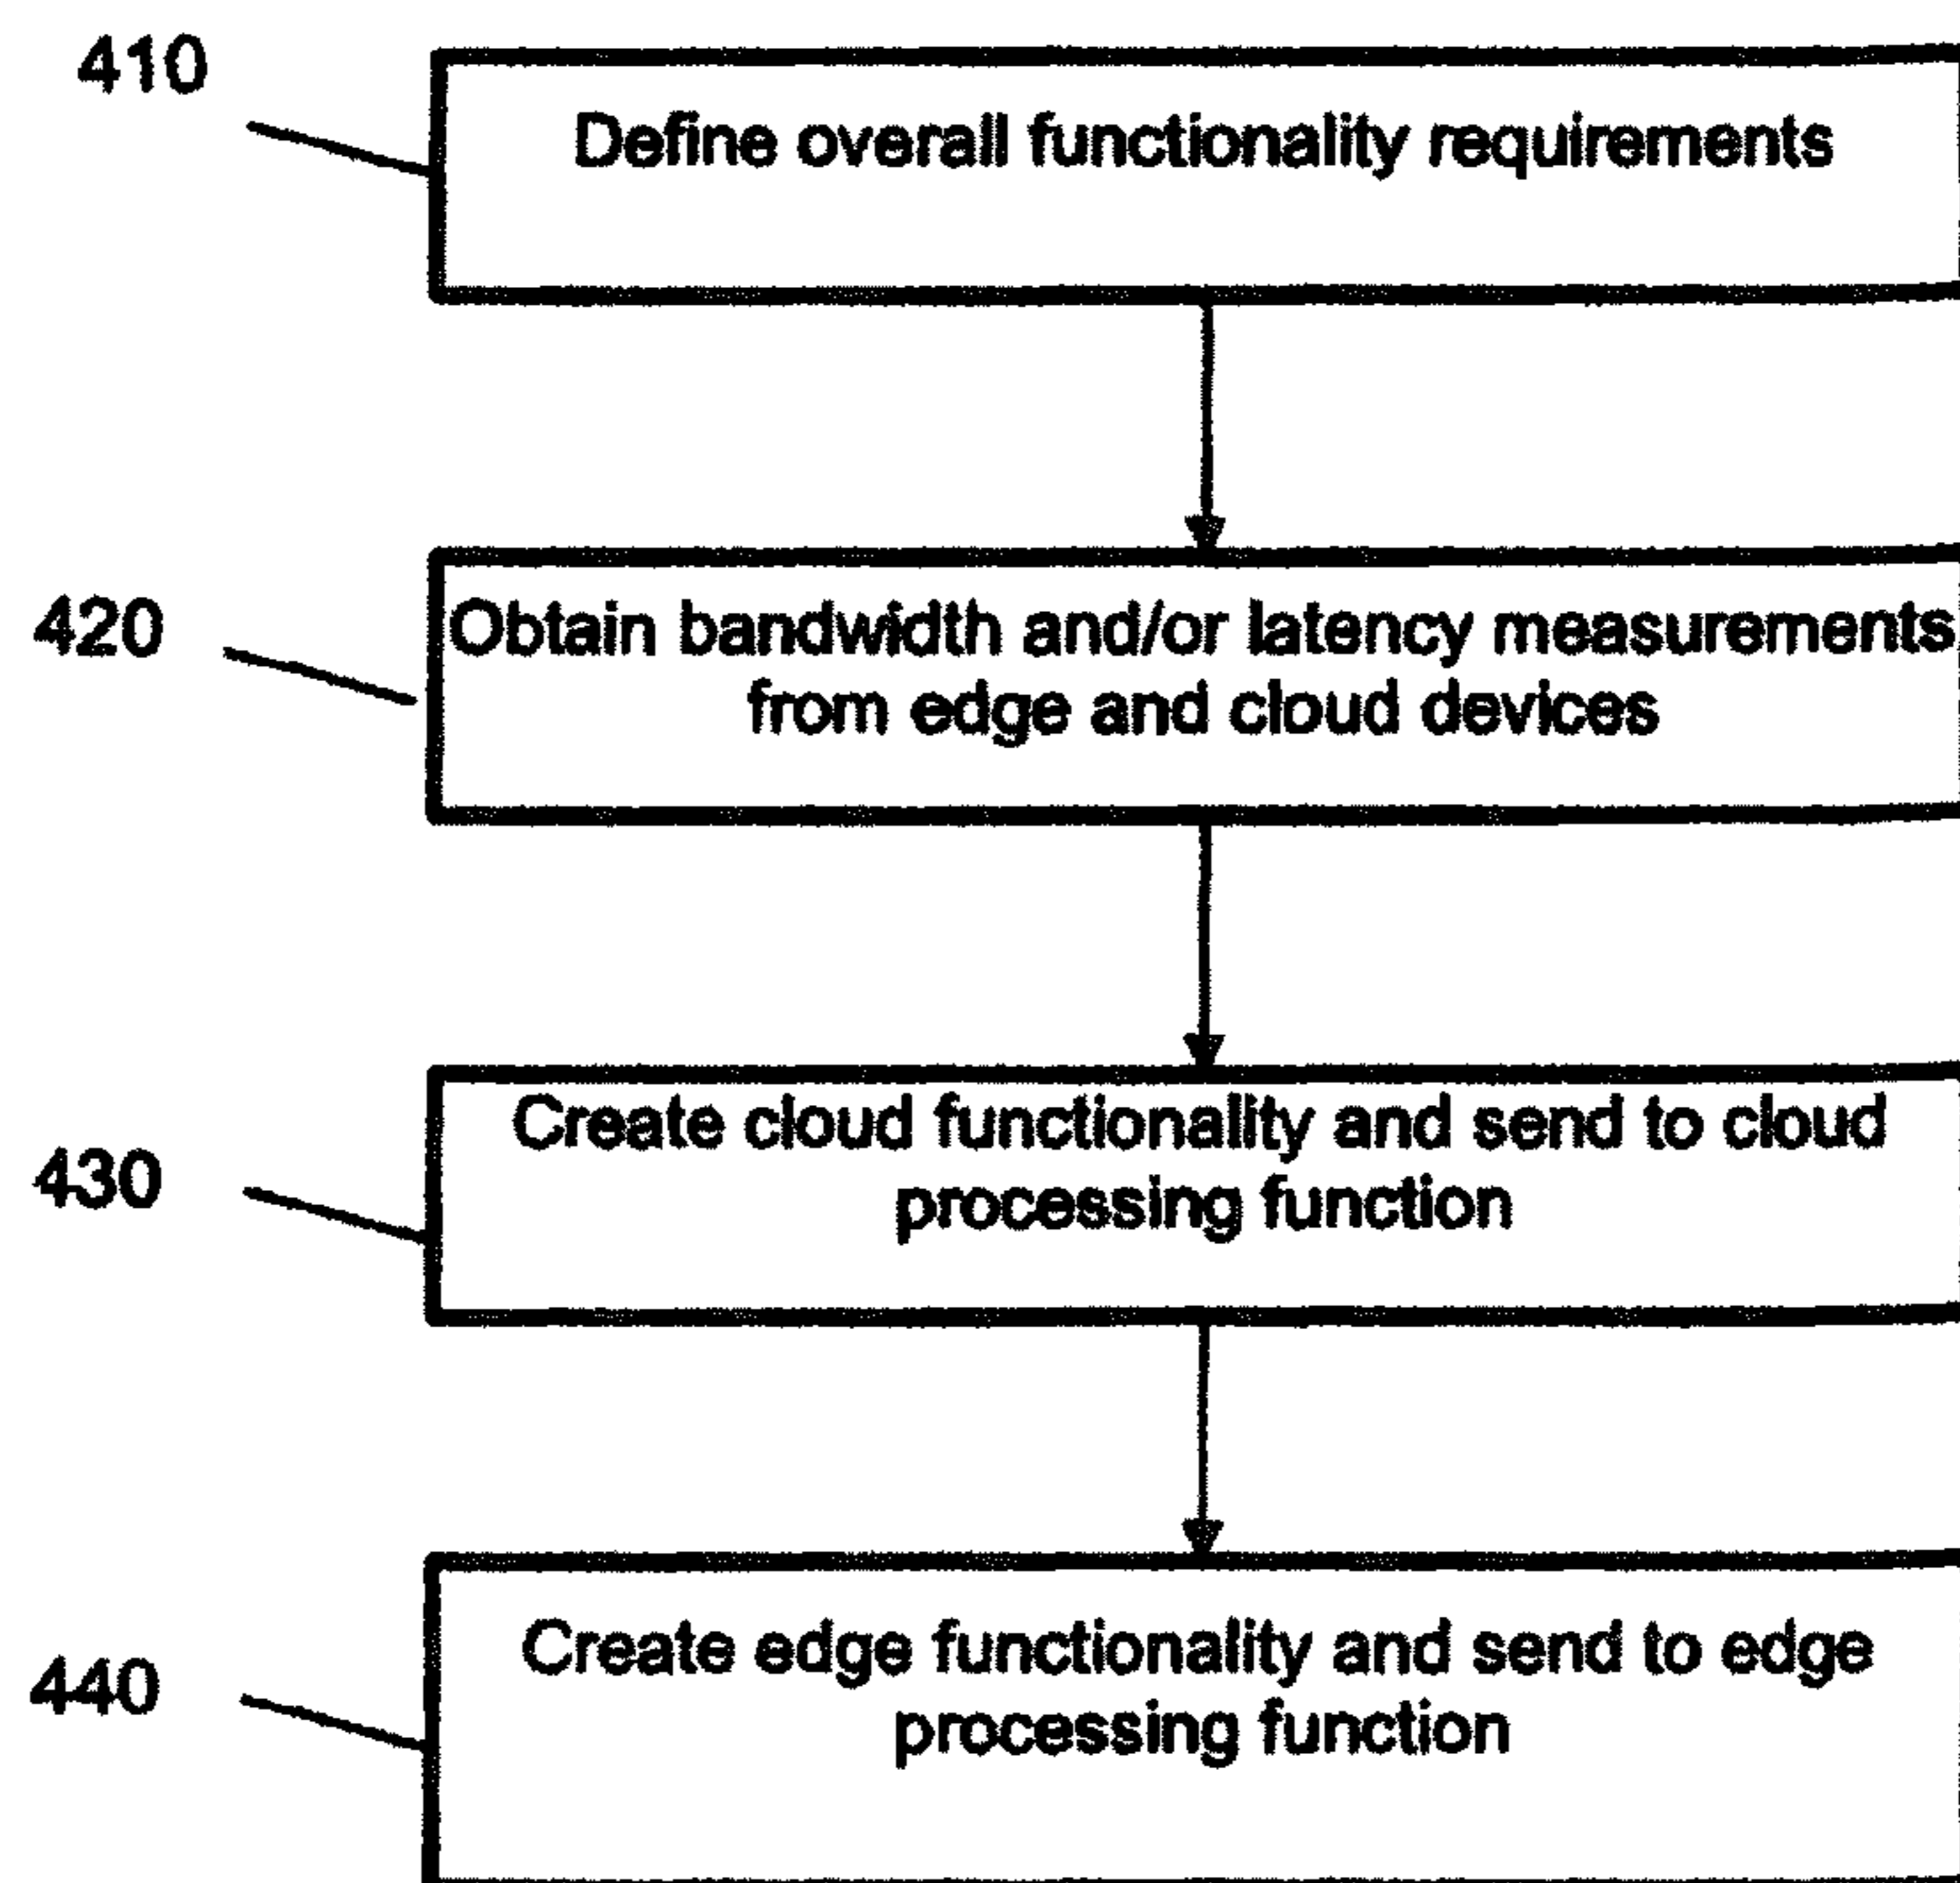 410
Define overall functionality requirements
420
Obtain bandwidth and/or latency measurements
from edge and cloud devices
430
Create cloud functionality and send to cloud
processing function
440
Create edge functionality and send to edge
processing function